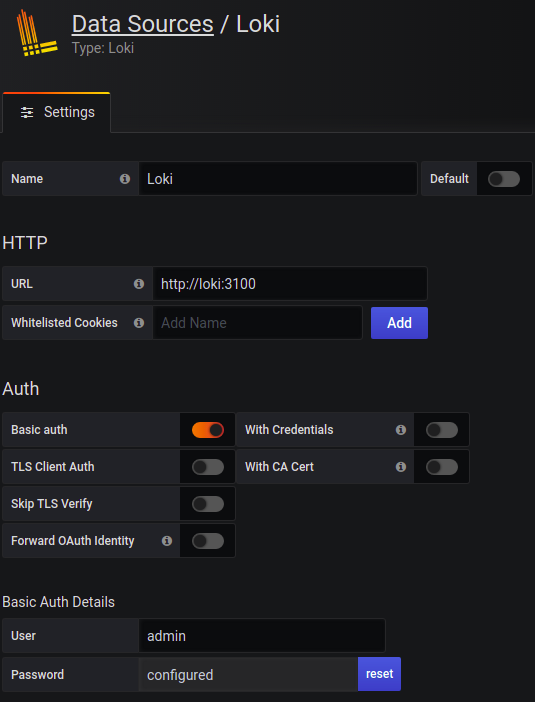 Data Sources / Loki
Type: Loki
Settings
Name Loki Default
HTTP
URL http://loki:3100
Whitelisted Cookies Add Name Add
Auth
Basic auth With Credentials
TLS Client Auth With CA Cert
Skip TLS Verify
Forward OAuth Identity
Basic Auth Details
User admin
Password configured reset